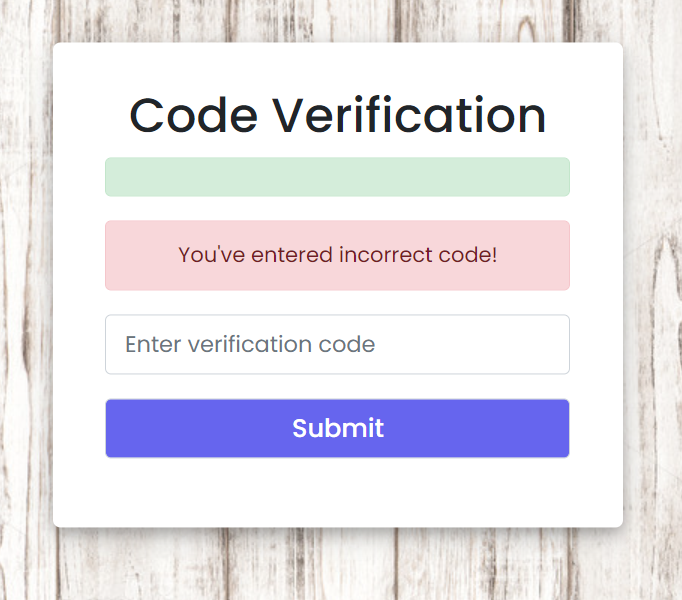 Code Verification
You've entered incorrect code!
Enter verification code
Submit